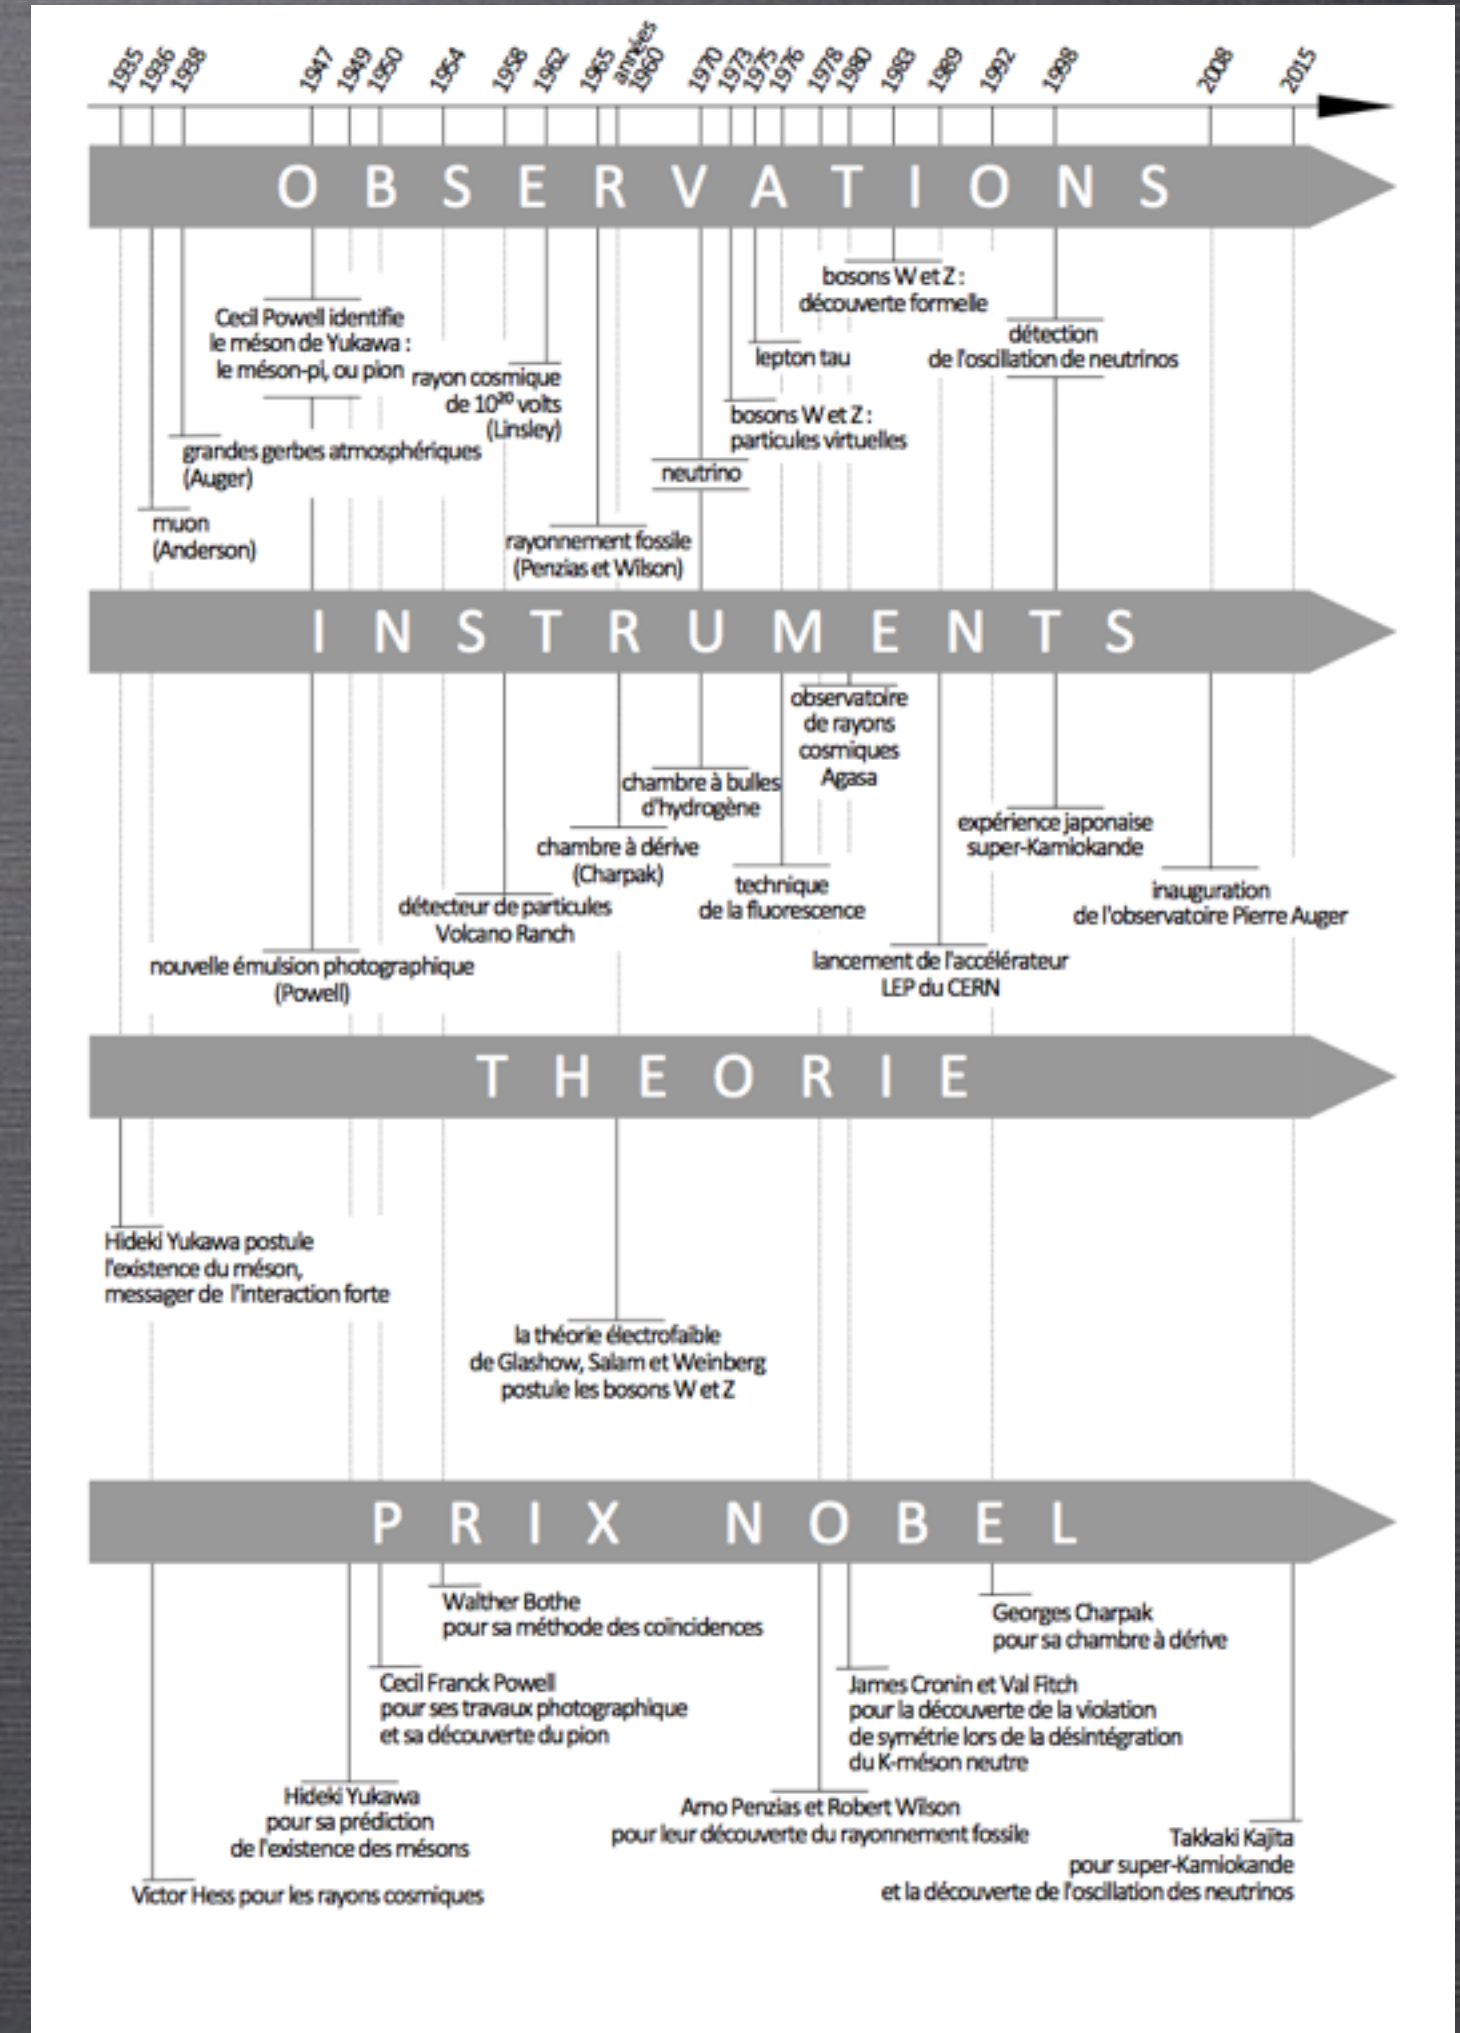 1935
1936
1938
1947
1949
1950
1954
1958
1962
1965
années
1960
1970
1973
1975
1976
1978
1980
1983
1989
1992
1998
2008
2015
OBSERVATIONS
bosons W et Z :
découverte formelle
Cecil Powell identifie
le méson de Yukawa :
le méson-pi, ou pion
détection
de l'oscillation de neutrinos
lepton tau
rayon cosmique
de 10²⁰ volts
(Linsley)
bosons W et Z :
particules virtuelles
grandes gerbes atmosphériques
(Auger)
neutrino
muon
(Anderson)
rayonnement fossile
(Penzias et Wilson)
INSTRUMENTS
observatoire
de rayons
cosmiques
Agasa
chambre à bulles
d'hydrogène
expérience japonaise
super-Kamiokande
chambre à dérive
(Charpak)
technique
de la fluorescence
inauguration
de l'observatoire Pierre Auger
détecteur de particules
Volcano Ranch
nouvelle émulsion photographique
(Powell)
lancement de l'accélérateur
LEP du CERN
THEORIE
Hideki Yukawa postule
l'existence du méson,
messager de l'interaction forte
la théorie électrofaible
de Glashow, Salam et Weinberg
postule les bosons W et Z
PRIX NOBEL
Walther Bothe
pour sa méthode des coïncidences
Georges Charpak
pour sa chambre à dérive
Cecil Franck Powell
pour ses travaux photographique
et sa découverte du pion
James Cronin et Val Fitch
pour la découverte de la violation
de symétrie lors de la désintégration
du K-méson neutre
Hideki Yukawa
pour sa prédiction
de l'existence des mésons
Arno Penzias et Robert Wilson
pour leur découverte du rayonnement fossile
Takkaki Kajita
pour super-Kamiokande
et la découverte de l'oscillation des neutrinos
Victor Hess pour les rayons cosmiques